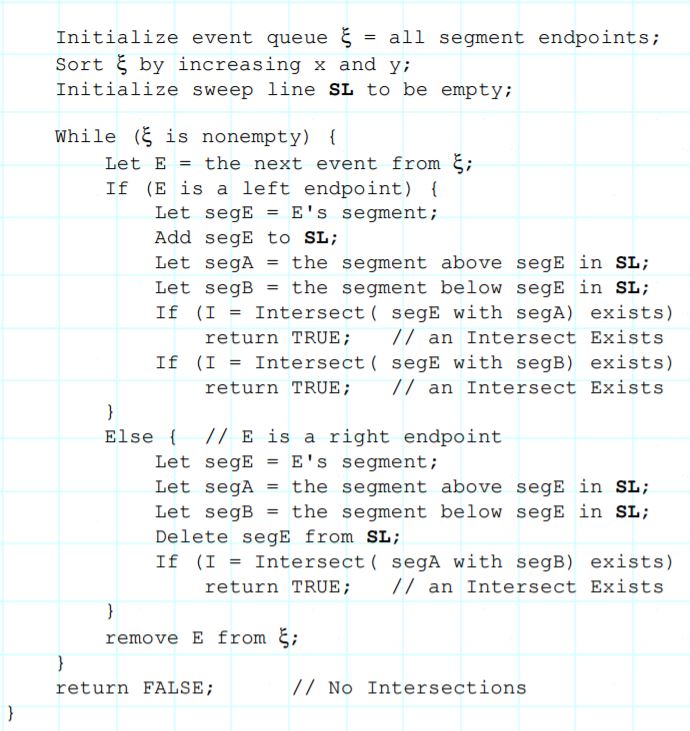 Initialize event queue ξ = all segment endpoints;
Sort ξ by increasing x and y;
Initialize sweep line SL to be empty;
While (ξ is nonempty) {
Let E = the next event from ξ;
If (E is a left endpoint) {
Let segE = E's segment;
Add segE to SL;
Let segA = the segment above segE in SL;
Let segB = the segment below segE in SL;
If (I = Intersect( segE with segA) exists)
return TRUE; // an Intersect Exists
If (I = Intersect( segE with segB) exists)
return TRUE; // an Intersect Exists
}
Else { // E is a right endpoint
Let segE = E's segment;
Let segA = the segment above segE in SL;
Let segB = the segment below segE in SL;
Delete segE from SL;
If (I = Intersect( segA with segB) exists)
return TRUE; // an Intersect Exists
}
remove E from ξ;
}
return FALSE; // No Intersections
}